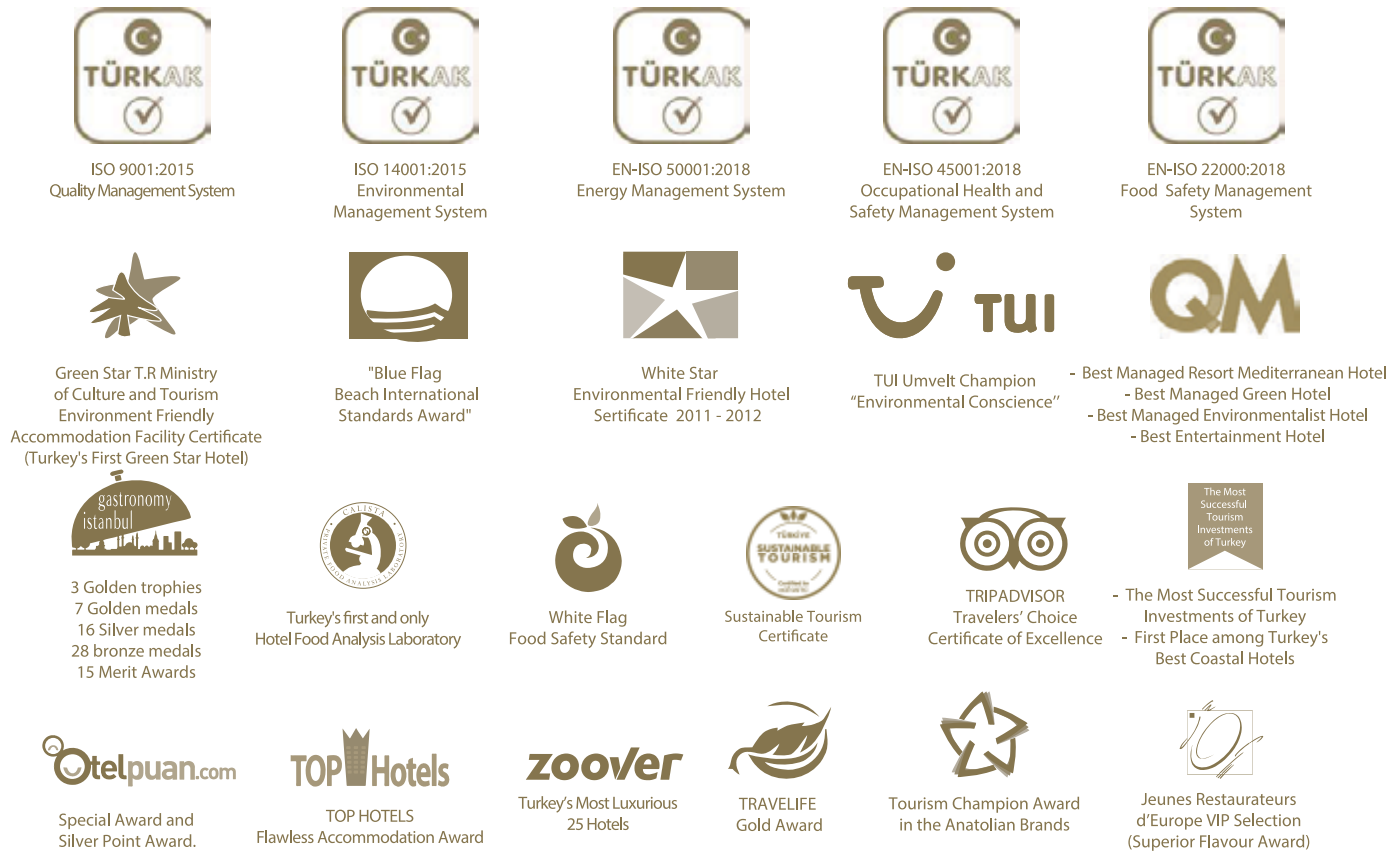 TÜRKAK
ISO 9001:2015
Quality Management System
TÜRKAK
ISO 14001:2015
Environmental
Management System
TÜRKAK
EN-ISO 50001:2018
Energy Management System
TÜRKAK
EN-ISO 45001:2018
Occupational Health and
Safety Management System
TÜRKAK
EN-ISO 22000:2018
Food Safety Management
System
Green Star T.R Ministry
of Culture and Tourism
Environment Friendly
Accommodation Facility Certificate
(Turkey's First Green Star Hotel)
"Blue Flag
Beach International
Standards Award"
White Star
Environmental Friendly Hotel
Sertificate 2011 - 2012
TUI
TUI Umvelt Champion
“Environmental Conscience’’
QM
- Best Managed Resort Mediterranean Hotel
- Best Managed Green Hotel
- Best Managed Environmentalist Hotel
- Best Entertainment Hotel
gastronomy
istanbul
3 Golden trophies
7 Golden medals
16 Silver medals
28 bronze medals
15 Merit Awards
CALISTA
PRIVATE FOOD ANALYSIS LABORATORY
Turkey's first and only
Hotel Food Analysis Laboratory
White Flag
Food Safety Standard
TÜRKİYE
SUSTAINABLE
TOURISM
Certified by
Sustainable Tourism
Certificate
TRIPADVISOR
Travelers’ Choice
Certificate of Excellence
The Most
Successful
Tourism
Investments
of Turkey
- The Most Successful Tourism
Investments of Turkey
- First Place among Turkey's
Best Coastal Hotels
Otelpuan.com
Special Award and
Silver Point Award.
TOP Hotels
TOP HOTELS
Flawless Accommodation Award
zoover
Turkey’s Most Luxurious
25 Hotels
TRAVELIFE
Gold Award
Tourism Champion Award
in the Anatolian Brands
Jeunes Restaurateurs
d’Europe VIP Selection
(Superior Flavour Award)